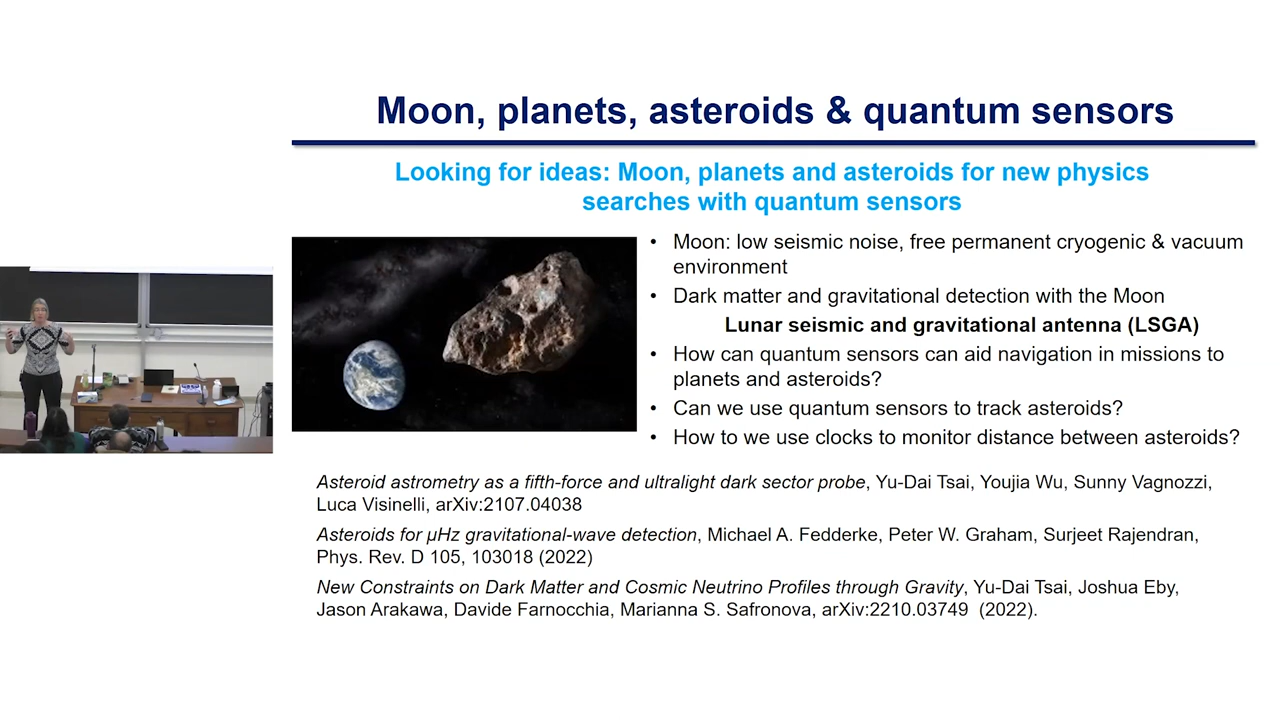 Moon, planets, asteroids & quantum sensors
Looking for ideas: Moon, planets and asteroids for new physics
searches with quantum sensors
• Moon: low seismic noise, free permanent cryogenic & vacuum
environment
• Dark matter and gravitational detection with the Moon
Lunar seismic and gravitational antenna (LSGA)
• How can quantum sensors can aid navigation in missions to
planets and asteroids?
• Can we use quantum sensors to track asteroids?
• How to we use clocks to monitor distance between asteroids?
Asteroid astrometry as a fifth-force and ultralight dark sector probe, Yu-Dai Tsai, Youjia Wu, Sunny Vagnozzi,
Luca Visinelli, arXiv:2107.04038
Asteroids for μHz gravitational-wave detection, Michael A. Fedderke, Peter W. Graham, Surjeet Rajendran,
Phys. Rev. D 105, 103018 (2022)
New Constraints on Dark Matter and Cosmic Neutrino Profiles through Gravity, Yu-Dai Tsai, Joshua Eby,
Jason Arakawa, Davide Farnocchia, Marianna S. Safronova, arXiv:2210.03749 (2022).